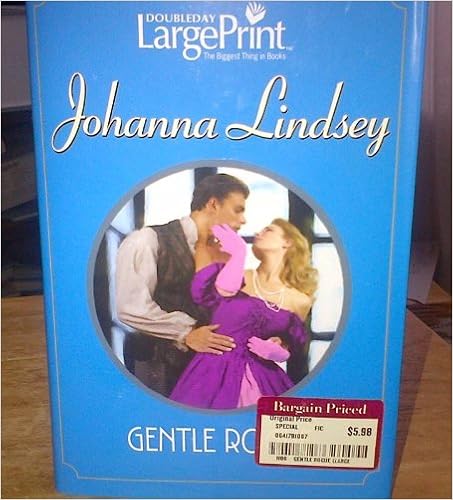 DOUBLEDAY
LargePrint
The Biggest Thing in Books
Johanna Lindsey
GENTLE RO
Bargain Priced
Original Price
SPECIAL FIC $5.98
06AI7BI007
GENTLE ROGUE (LARGE